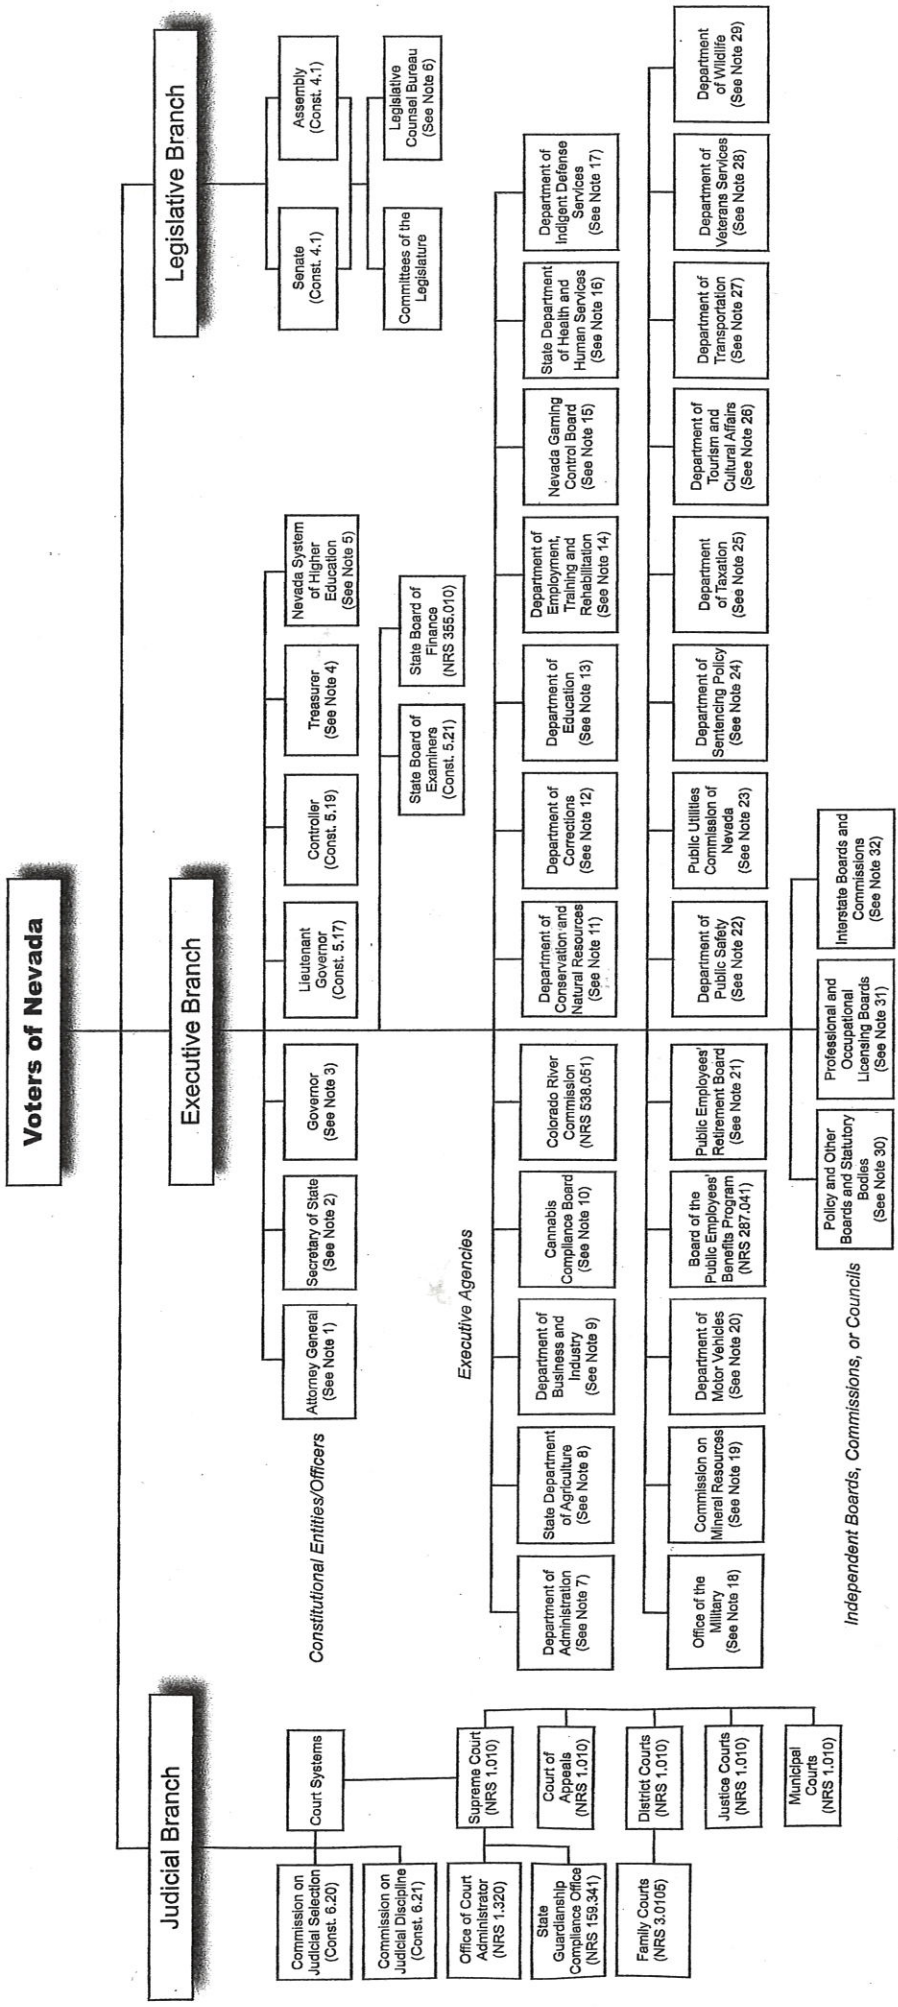 Voters of Nevada
Judicial Branch
Executive Branch
Legislative Branch
Commission on
Judicial Selection
(Const. 6.20)
Court Systems
Commission on
Judicial Discipline
(Const. 6.21)
Office of Court
Administrator
(NRS 1.320)
Supreme Court
(NRS 1.010)
State
Guardianship
Compliance Office
(NRS 159.341)
Court of
Appeals
(NRS 1.010)
Family Courts
(NRS 3.0105)
District Courts
(NRS 1.010)
Justice Courts
(NRS 1.010)
Municipal
Courts
(NRS 1.010)
Constitutional Entities/Officers
Attorney General
(See Note 1)
Secretary of State
(See Note 2)
Governor
(See Note 3)
Lieutenant
Governor
(Const. 5.17)
Controller
(Const. 5.19)
Treasurer
(See Note 4)
Nevada System
of Higher
Education
(See Note 5)
State Board of
Examiners
(Const. 5.21)
State Board of
Finance
(NRS 355.010)
Senate
(Const. 4.1)
Assembly
(Const. 4.1)
Committees of the
Legislature
Legislative
Counsel Bureau
(See Note 6)
Executive Agencies
Department of
Administration
(See Note 7)
State Department
of Agriculture
(See Note 8)
Department of
Business and
Industry
(See Note 9)
Cannabis
Compliance Board
(See Note 10)
Colorado River
Commission
(NRS 538.051)
Department of
Conservation and
Natural Resources
(See Note 11)
Department of
Corrections
(See Note 12)
Department of
Education
(See Note 13)
Department of
Employment,
Training and
Rehabilitation
(See Note 14)
Nevada Gaming
Control Board
(See Note 15)
State Department
of Health and
Human Services
(See Note 16)
Department of
Indigent Defense
Services
(See Note 17)
Office of the
Military
(See Note 18)
Commission on
Mineral Resources
(See Note 19)
Department of
Motor Vehicles
(See Note 20)
Board of the
Public Employees'
Benefits Program
(NRS 287.041)
Public Employees'
Retirement Board
(See Note 21)
Department of
Public Safety
(See Note 22)
Public Utilities
Commission of
Nevada
(See Note 23)
Department of
Sentencing Policy
(See Note 24)
Department
of Taxation
(See Note 25)
Department of
Tourism and
Cultural Affairs
(See Note 26)
Department of
Transportation
(See Note 27)
Department of
Veterans Services
(See Note 28)
Department
of Wildlife
(See Note 29)
Independent Boards, Commissions, or Councils
Policy and Other
Boards and Statutory
Bodies
(See Note 30)
Professional and
Occupational
Licensing Boards
(See Note 31)
Interstate Boards and
Commissions
(See Note 32)